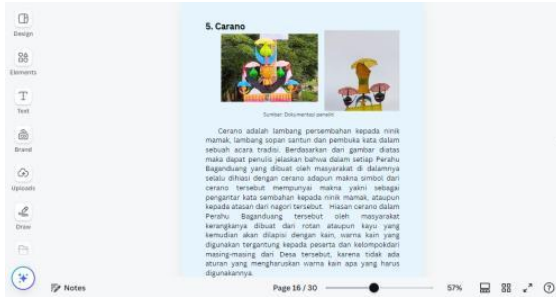 Design
Elements
Text
Brand
Uploads
Draw
5. Carano
Sumber: Dokumentasi peneliti
Cerano adalah lambang persembahan kepada ninik
mamak, lambang sopan santun dan pembuka kata dalam
sebuah acara tradisi. Berdasarkan dari gambar diatas
maka dapat penulis jelaskan bahwa dalam setiap Perahu
Baganduang yang dibuat oleh masyarakat di dalamnya
selalu dihiasi dengan cerano adapun makna simbol dari
cerano tersebut mempunyai makna yakni sebagai
pengantar kata sembahan kepada ninik mamak, ataupun
kepada atasan dari nagori tersebut. Hiasan cerano dalam
Perahu Baganduang tersebut oleh masyarakat
kerangkanya dibuat dari rotan ataupun kayu yang
kemudian akan dilapisi dengan kain, warna kain yang
digunakan tergantung kepada peserta dan kelompokdari
masing-masing dari Desa tersebut, karena tidak ada
aturan yang mengharuskan warna kain apa yang harus
digunakannya.
Notes
Page 16 / 30
57%